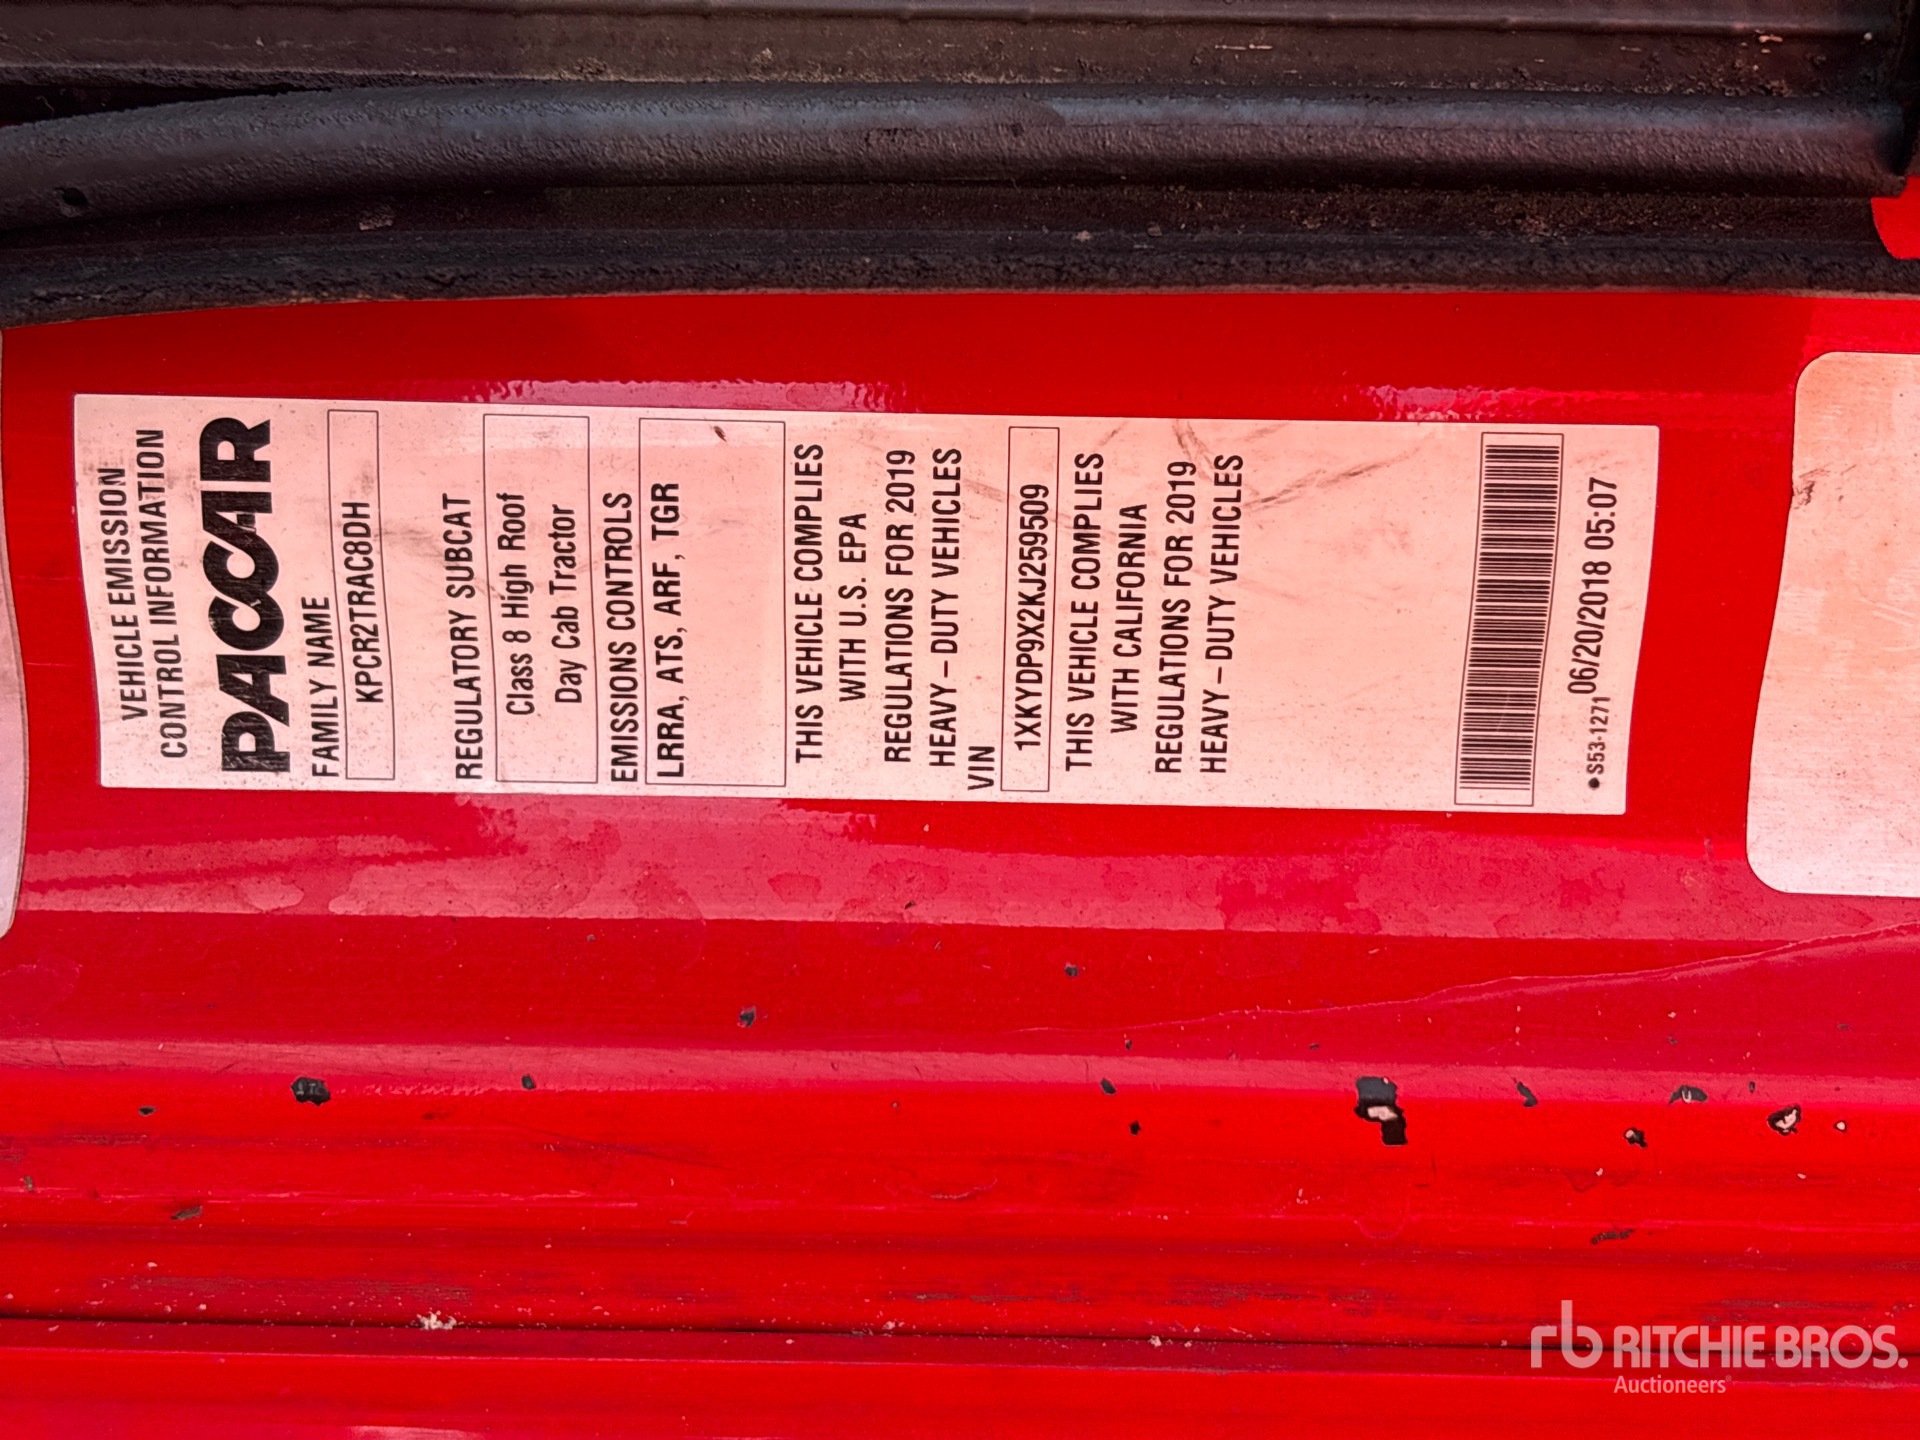 VEHICLE EMISSION
CONTROL INFORMATION
PACCAR
FAMILY NAME
KPCR2TRAC8DH
REGULATORY SUBCAT
Class 8 High Roof
Day Cab Tractor
EMISSIONS CONTROLS
LRRA, ATS, ARF, TGR
THIS VEHICLE COMPLIES
WITH U.S. EPA
REGULATIONS FOR 2019
HEAVY-DUTY VEHICLES
VIN
1XKYDP9X2KJ259509
THIS VEHICLE COMPLIES
WITH CALIFORNIA
REGULATIONS FOR 2019
HEAVY-DUTY VEHICLES
•S53-1271 06/20/2018 05:07
rb RITCHIE BROS.
Auctioneers